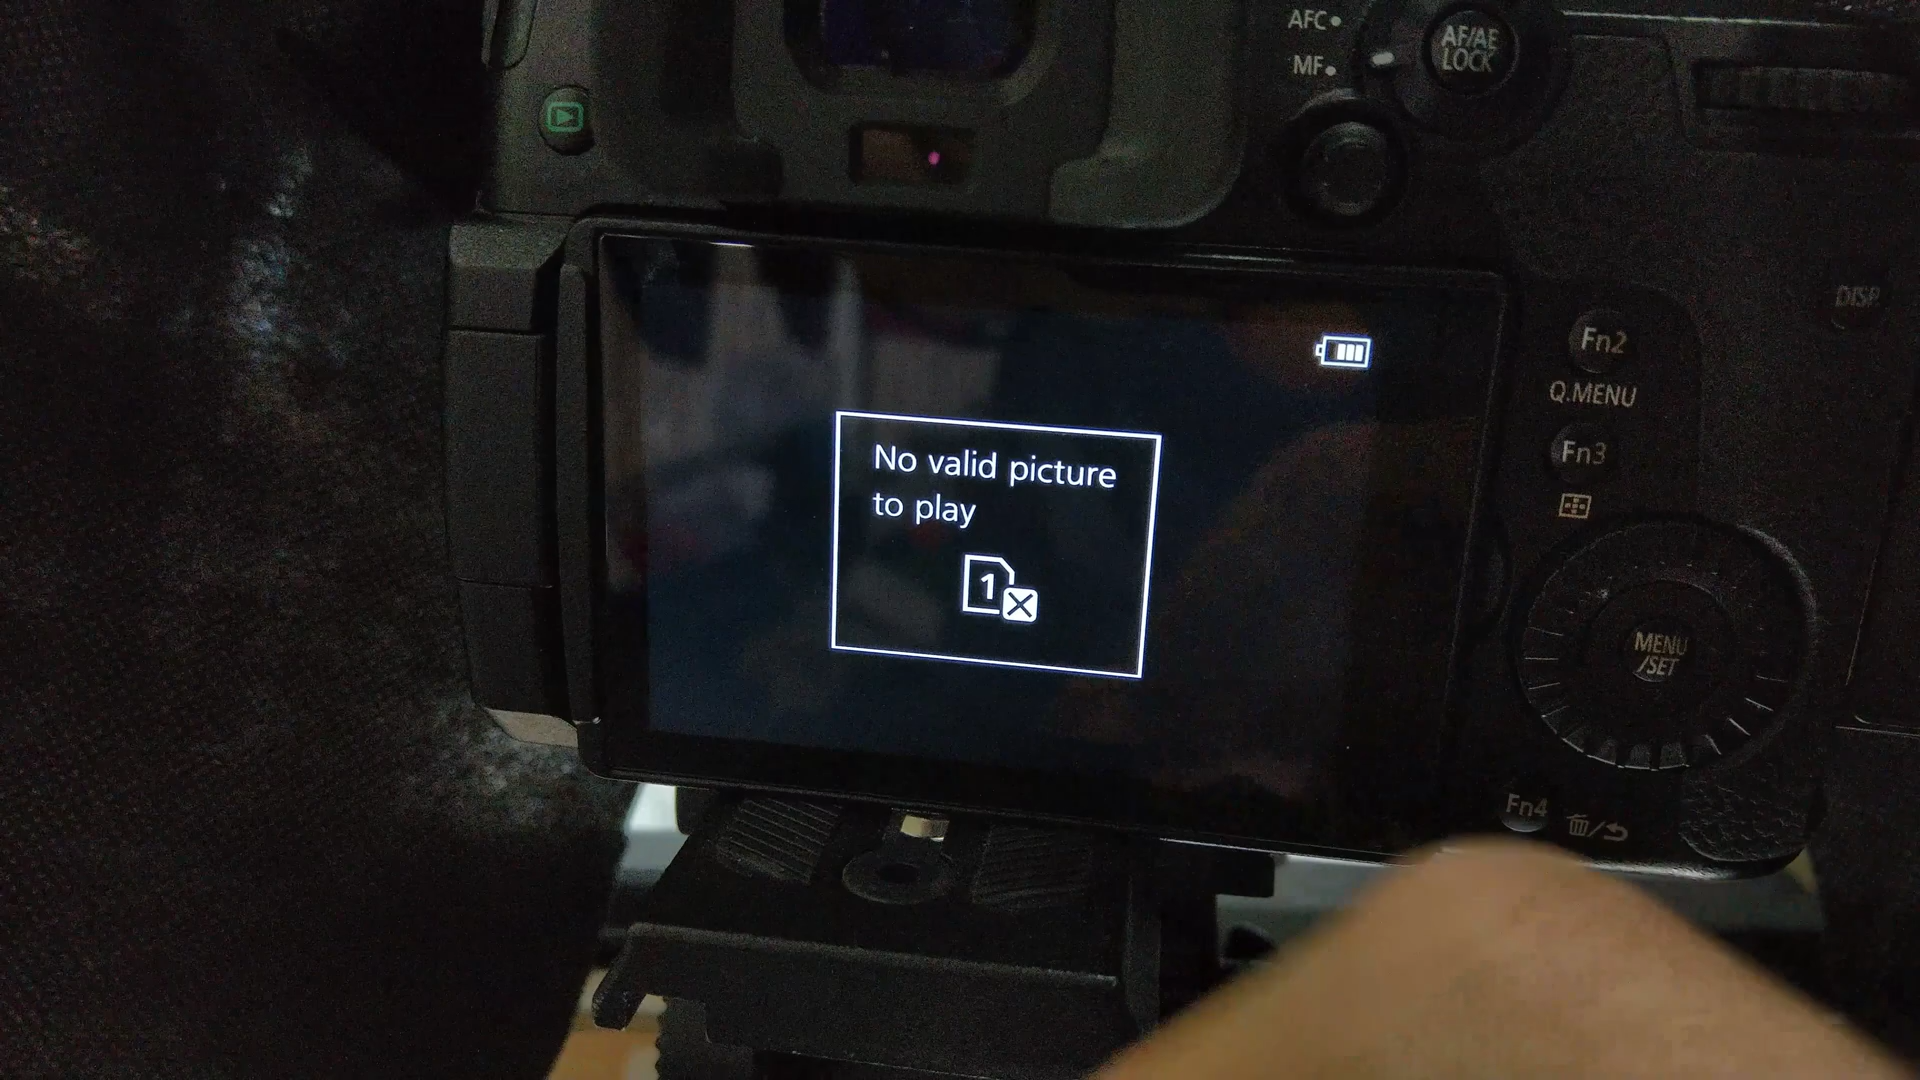 AFC
MF
AF/AE
LOCK
DISP.
Fn2
Q.MENU
Fn3
No valid picture
to play
1
MENU
/SET
Fn4